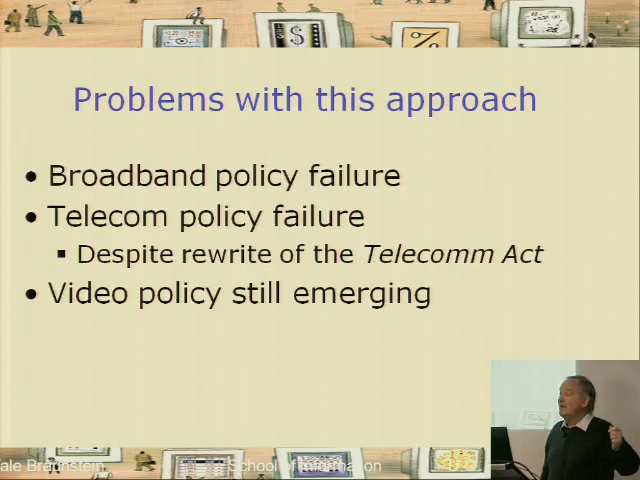 Problems with this approach
• Broadband policy failure
• Telecom policy failure
▪ Despite rewrite of the Telecomm Act
• Video policy still emerging
ale Braunstein School of Information